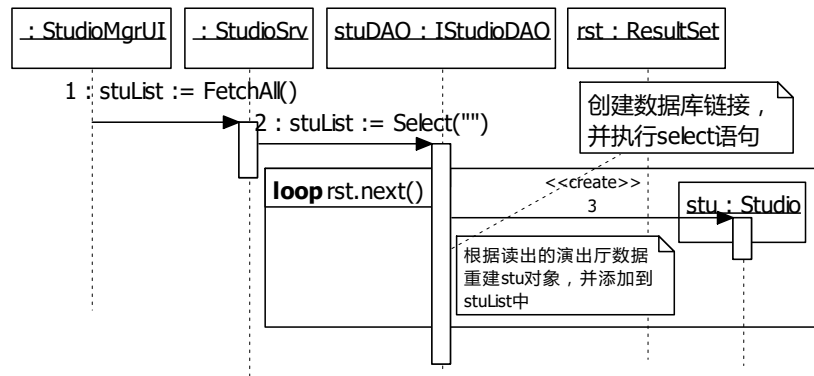 : StudioMgrUI
: StudioSrv
stuDAO : IStudioDAO
rst : ResultSet
1 : stuList := FetchAll()
2 : stuList := Select("")
创建数据库链接，
并执行select语句
loop rst.next()
<<create>>
3
stu : Studio
根据读出的演出厅数据
重建stu对象，并添加到
stuList中